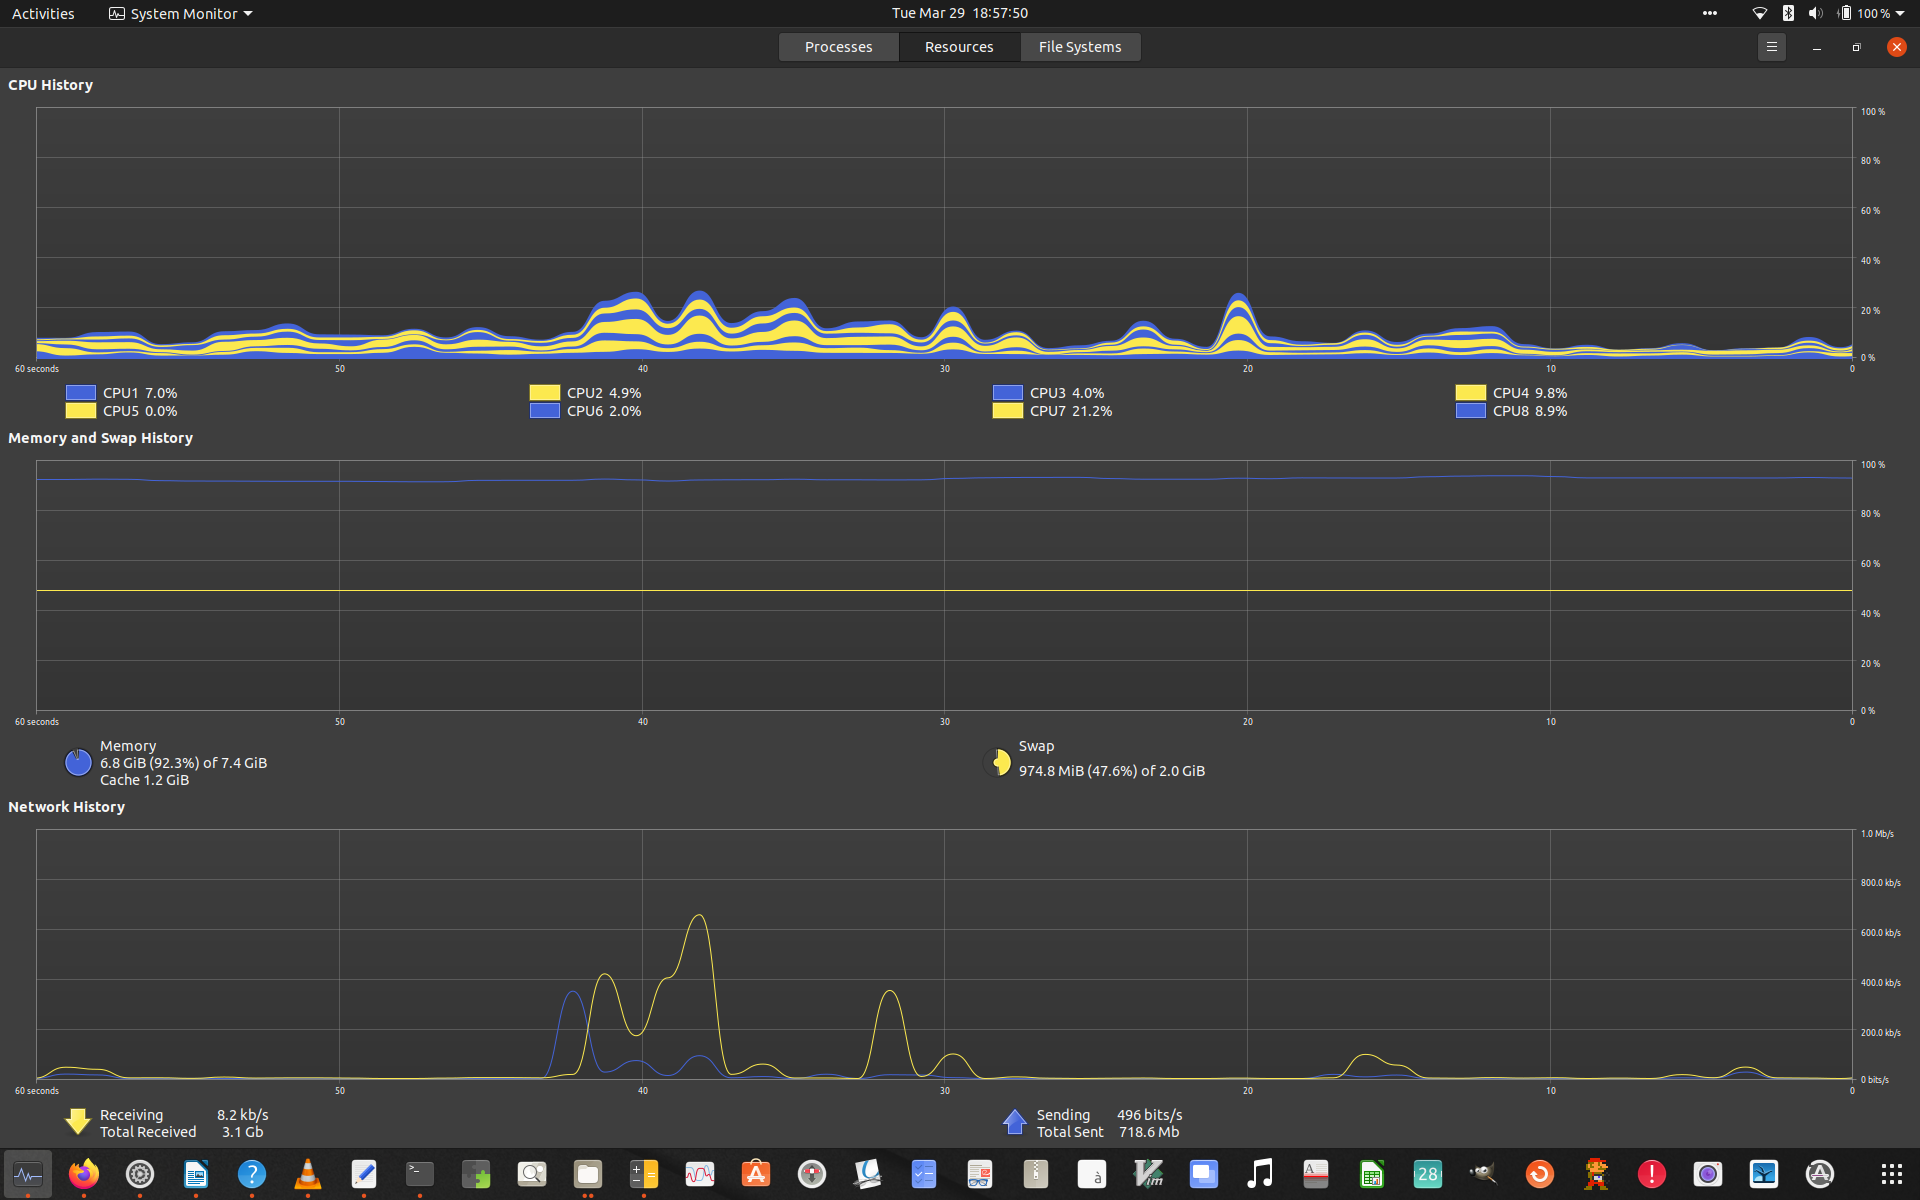 Activities System Monitor Tue Mar 29 18:57:50 100 %
Processes Resources File Systems
CPU History
100 %
80 %
60 %
40 %
20 %
0 %
60 seconds 50 40 30 20 10 0
CPU1 7.0% CPU2 4.9% CPU3 4.0% CPU4 9.8%
CPU5 0.0% CPU6 2.0% CPU7 21.2% CPU8 8.9%
Memory and Swap History
100 %
80 %
60 %
40 %
20 %
0 %
60 seconds 50 40 30 20 10 0
Memory Swap
6.8 GiB (92.3%) of 7.4 GiB 974.8 MiB (47.6%) of 2.0 GiB
Cache 1.2 GiB
Network History
1.0 Mb/s
800.0 kb/s
600.0 kb/s
400.0 kb/s
200.0 kb/s
0 bits/s
60 seconds 50 40 30 20 10 0
Receiving 8.2 kb/s Sending 496 bits/s
Total Received 3.1 Gb Total Sent 718.6 Mb
? >_ A à Vim A 28 !